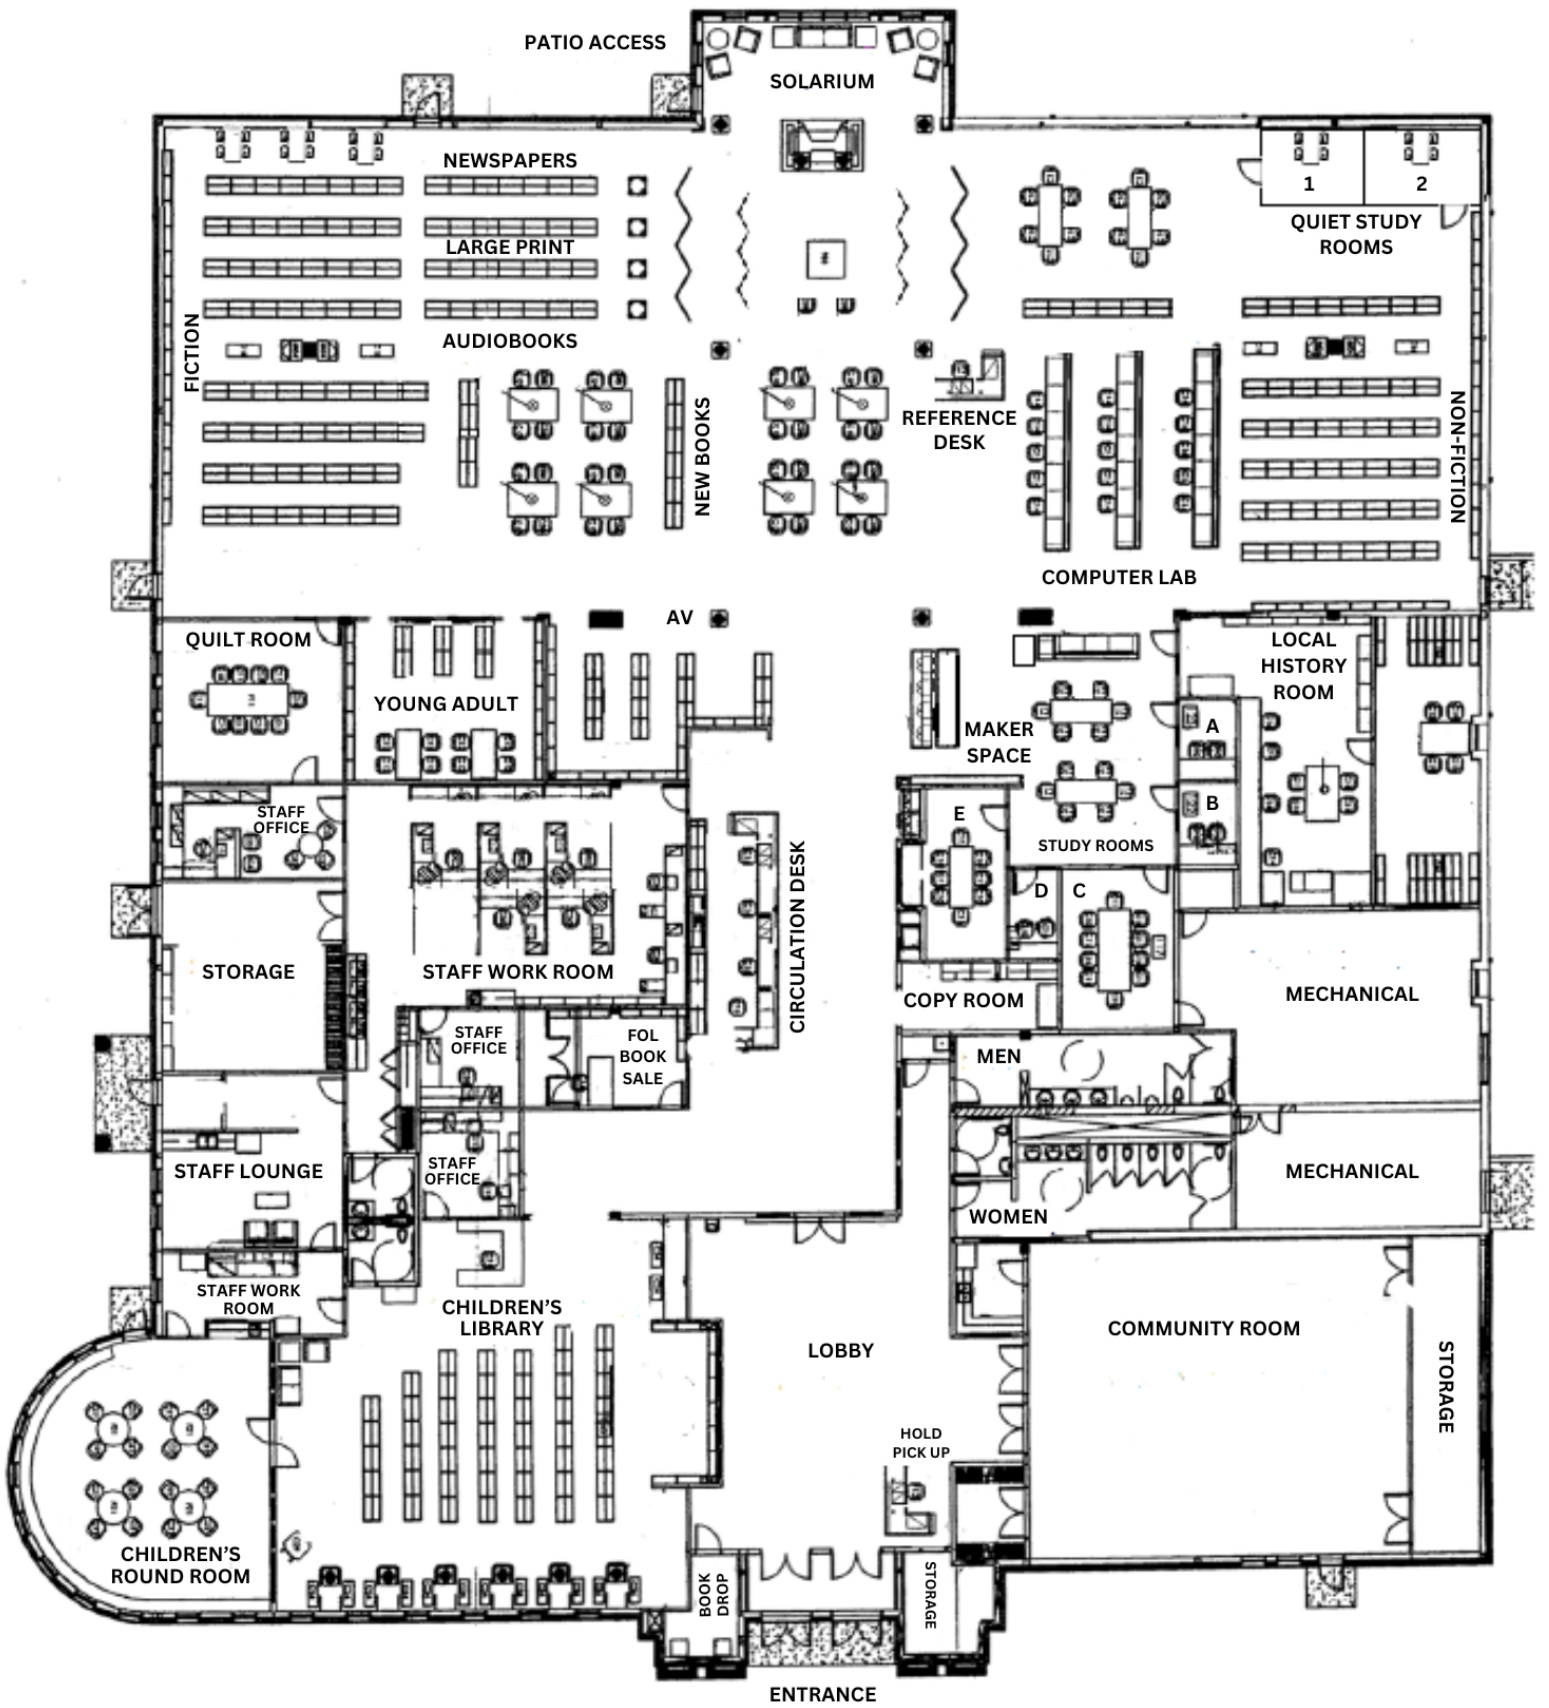 PATIO ACCESS
SOLARIUM
NEWSPAPERS
1
2
QUIET STUDY
ROOMS
LARGE PRINT
AUDIOBOOKS
FICTION
NEW BOOKS
REFERENCE
DESK
NON-FICTION
COMPUTER LAB
AV
QUILT ROOM
YOUNG ADULT
LOCAL
HISTORY
ROOM
MAKER
SPACE
A
B
STUDY ROOMS
E
D
C
STAFF
OFFICE
CIRCULATION DESK
STORAGE
STAFF WORK ROOM
COPY ROOM
MECHANICAL
STAFF
OFFICE
FOL
BOOK
SALE
MEN
STAFF LOUNGE
STAFF
OFFICE
MECHANICAL
WOMEN
STAFF WORK
ROOM
CHILDREN'S
LIBRARY
LOBBY
COMMUNITY ROOM
STORAGE
HOLD
PICK UP
CHILDREN'S
ROUND ROOM
BOOK
DROP
STORAGE
ENTRANCE